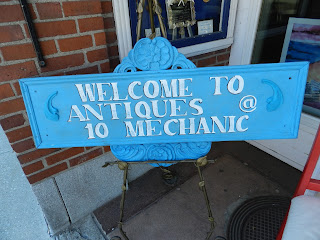 WELCOME TO
ANTIQUES @
10 MECHANIC